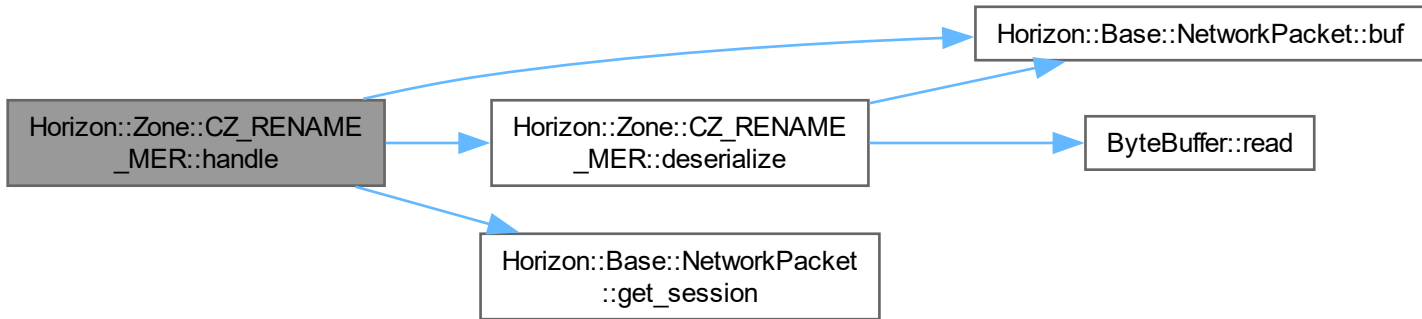 Horizon::Base::NetworkPacket::buf
Horizon::Zone::CZ_RENAME
_MER::handle
Horizon::Zone::CZ_RENAME
_MER::deserialize
ByteBuffer::read
Horizon::Base::NetworkPacket
::get_session